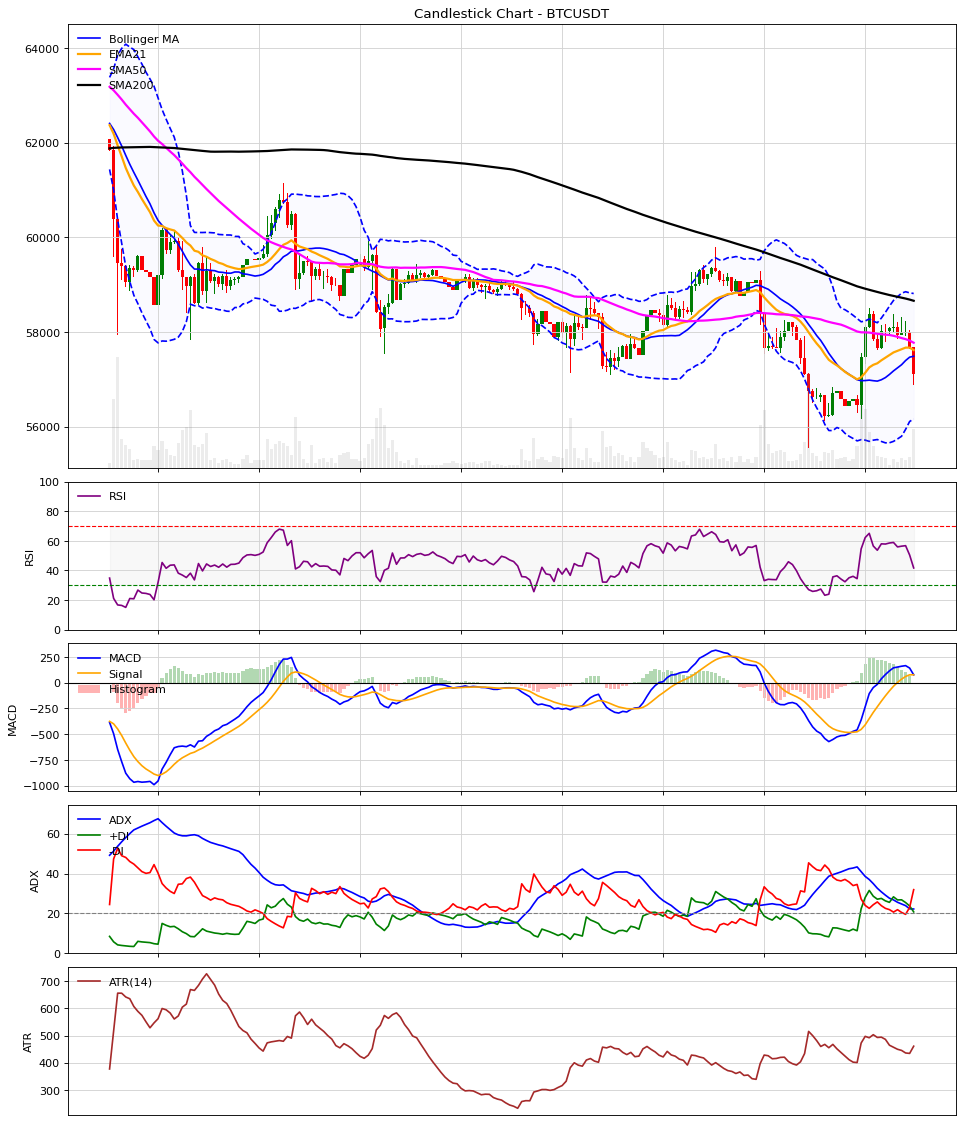 Candlestick Chart - BTCUSDT
Bollinger MA
EMA21
SMA50
SMA200
64000
62000
60000
58000
56000
RSI
RSI
100
80
60
40
20
0
MACD
Signal
Histogram
MACD
250
0
−250
−500
−750
−1000
ADX
+DI
-DI
ADX
60
40
20
0
ATR(14)
ATR
700
600
500
400
300